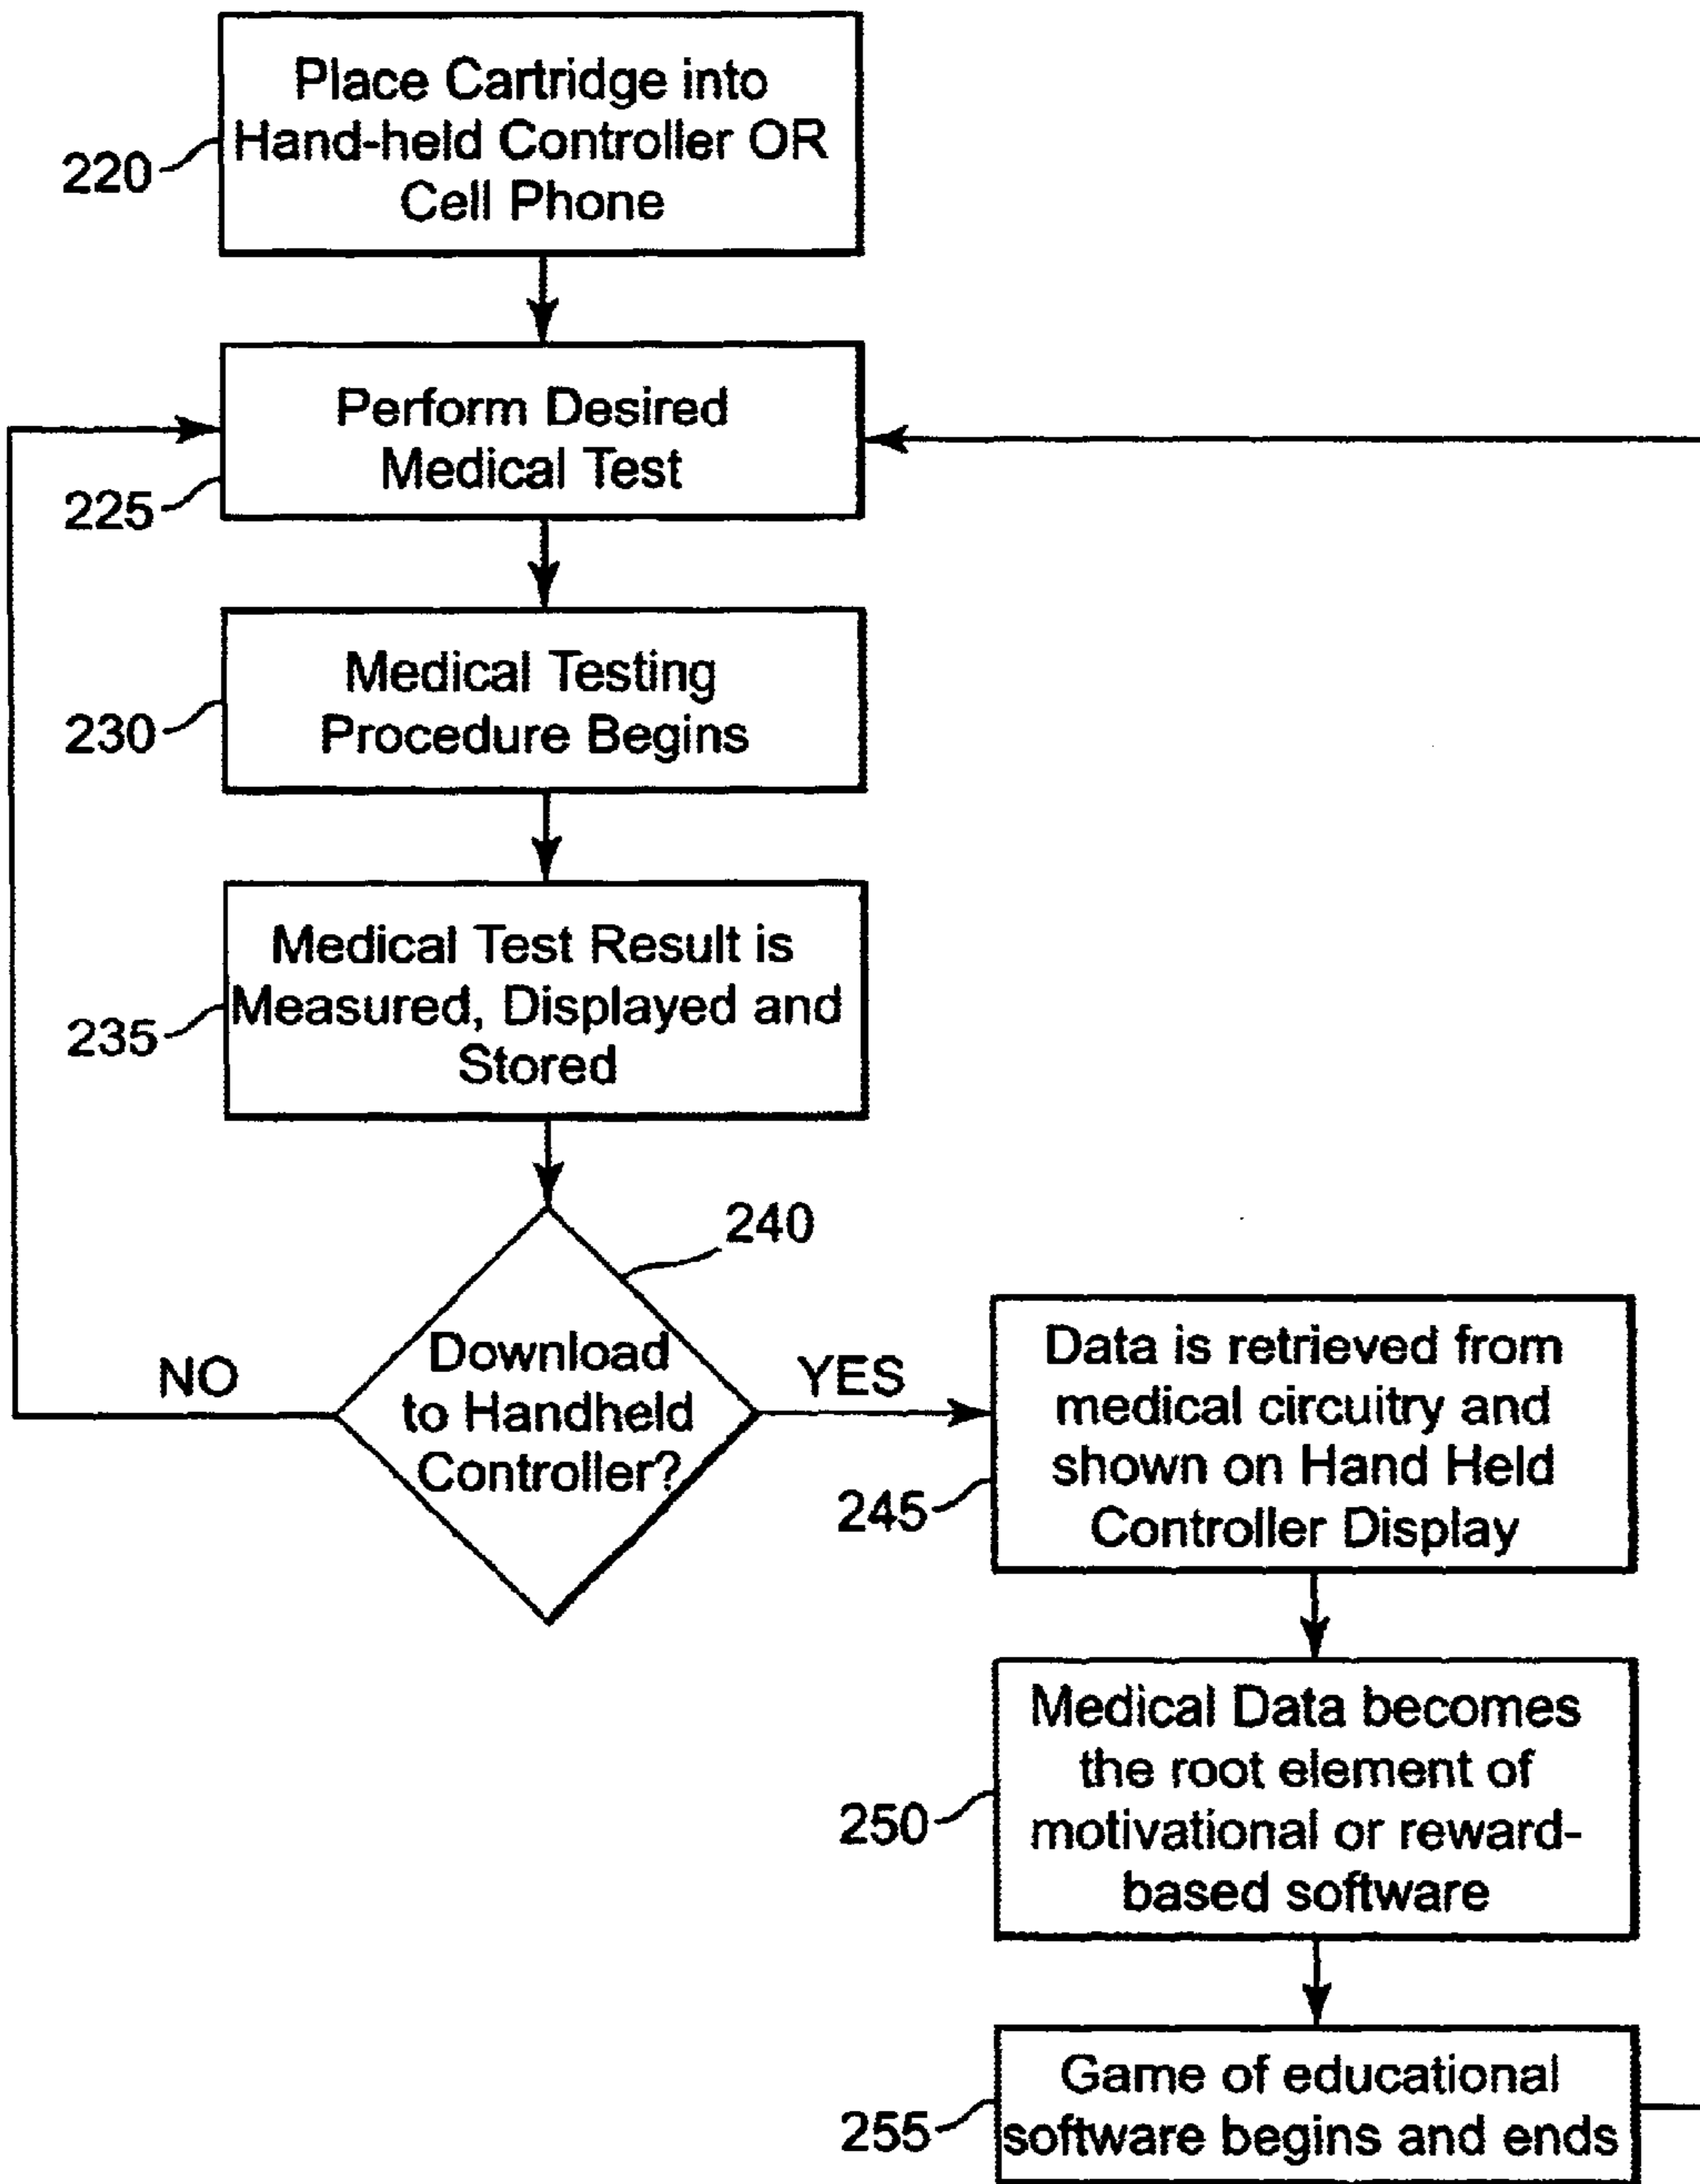 Place Cartridge into
Hand-held Controller OR
Cell Phone
220
Perform Desired
Medical Test
225
Medical Testing
Procedure Begins
230
Medical Test Result is
Measured, Displayed and
Stored
235
240
Download
to Handheld
Controller?
NO
YES
Data is retrieved from
medical circuitry and
shown on Hand Held
Controller Display
245
Medical Data becomes
the root element of
motivational or reward-
based software
250
Game of educational
software begins and ends
255